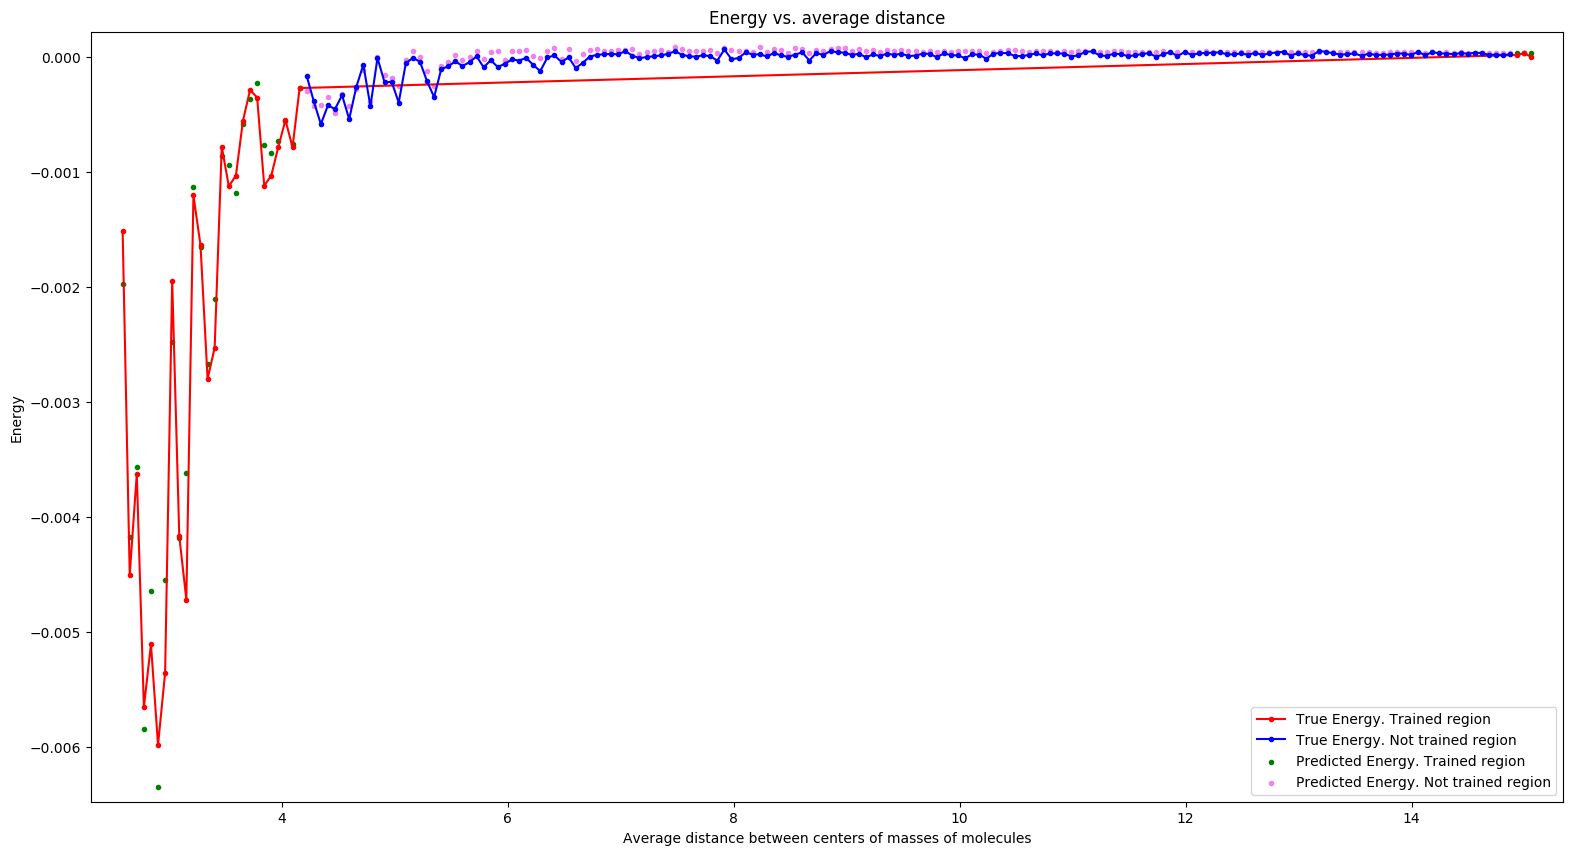 Energy vs. average distance
Energy
0.000
−0.001
−0.002
−0.003
−0.004
−0.005
−0.006
4
6
8
10
12
14
Average distance between centers of masses of molecules
True Energy. Trained region
True Energy. Not trained region
Predicted Energy. Trained region
Predicted Energy. Not trained region